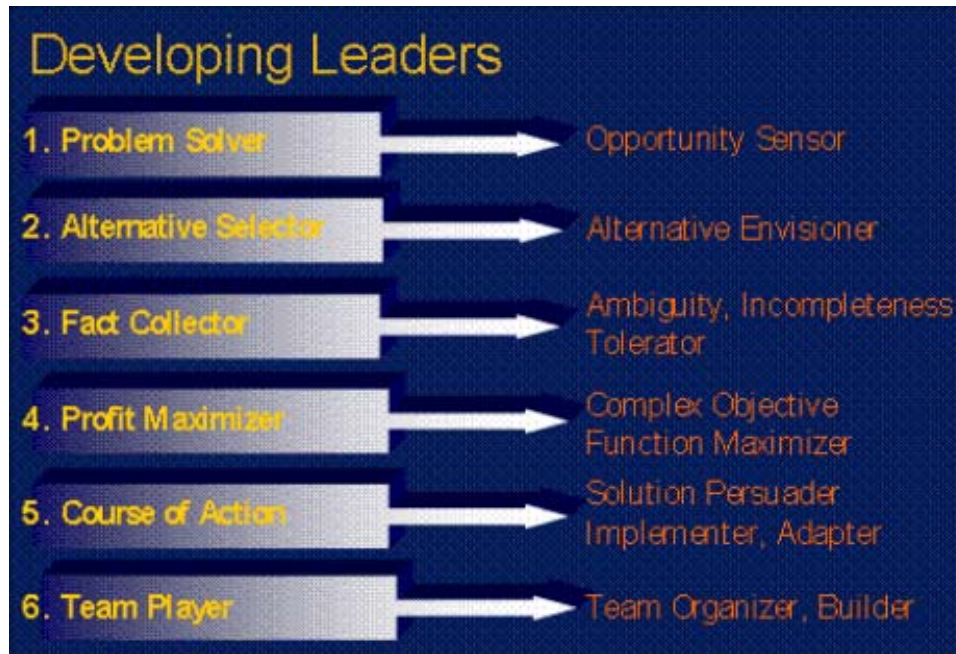 Developing Leaders
1. Problem Solver
Opportunity Sensor
2. Alternative Selector
Alternative Envisioner
3. Fact Collector
Ambiguity, Incompleteness
Tolerator
4. Profit Maximizer
Complex Objective
Function Maximizer
5. Course of Action
Solution Persuader
Implementer, Adapter
6. Team Player
Team Organizer, Builder